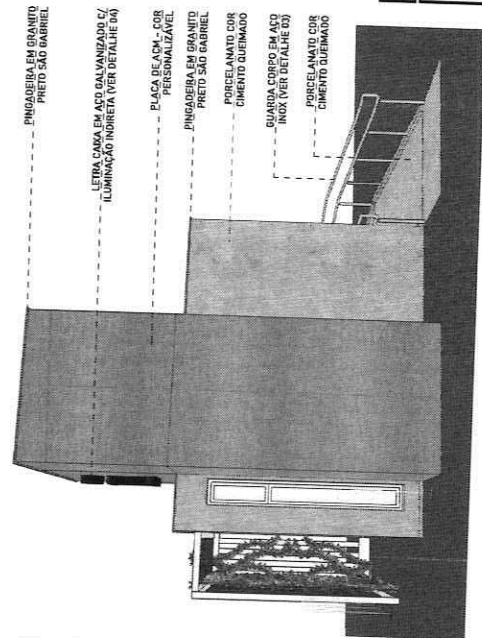 PINGADEIRA EM GRANITO
PRETO SÃO GABRIEL
LETRA CAIXA EM AÇO GALVANIZADO C/
ILUMINAÇÃO INDIRETA (VER DETALHE 04)
PLACA DE ACM - COR
PERSONALIZÁVEL
PINGADEIRA EM GRANITO
PRETO SÃO GABRIEL
PORCELANATO COR
CIMENTO QUEIMADO
GUARDA CORPO EM AÇO
INOX (VER DETALHE 03)
PORCELANATO COR
CIMENTO QUEIMADO